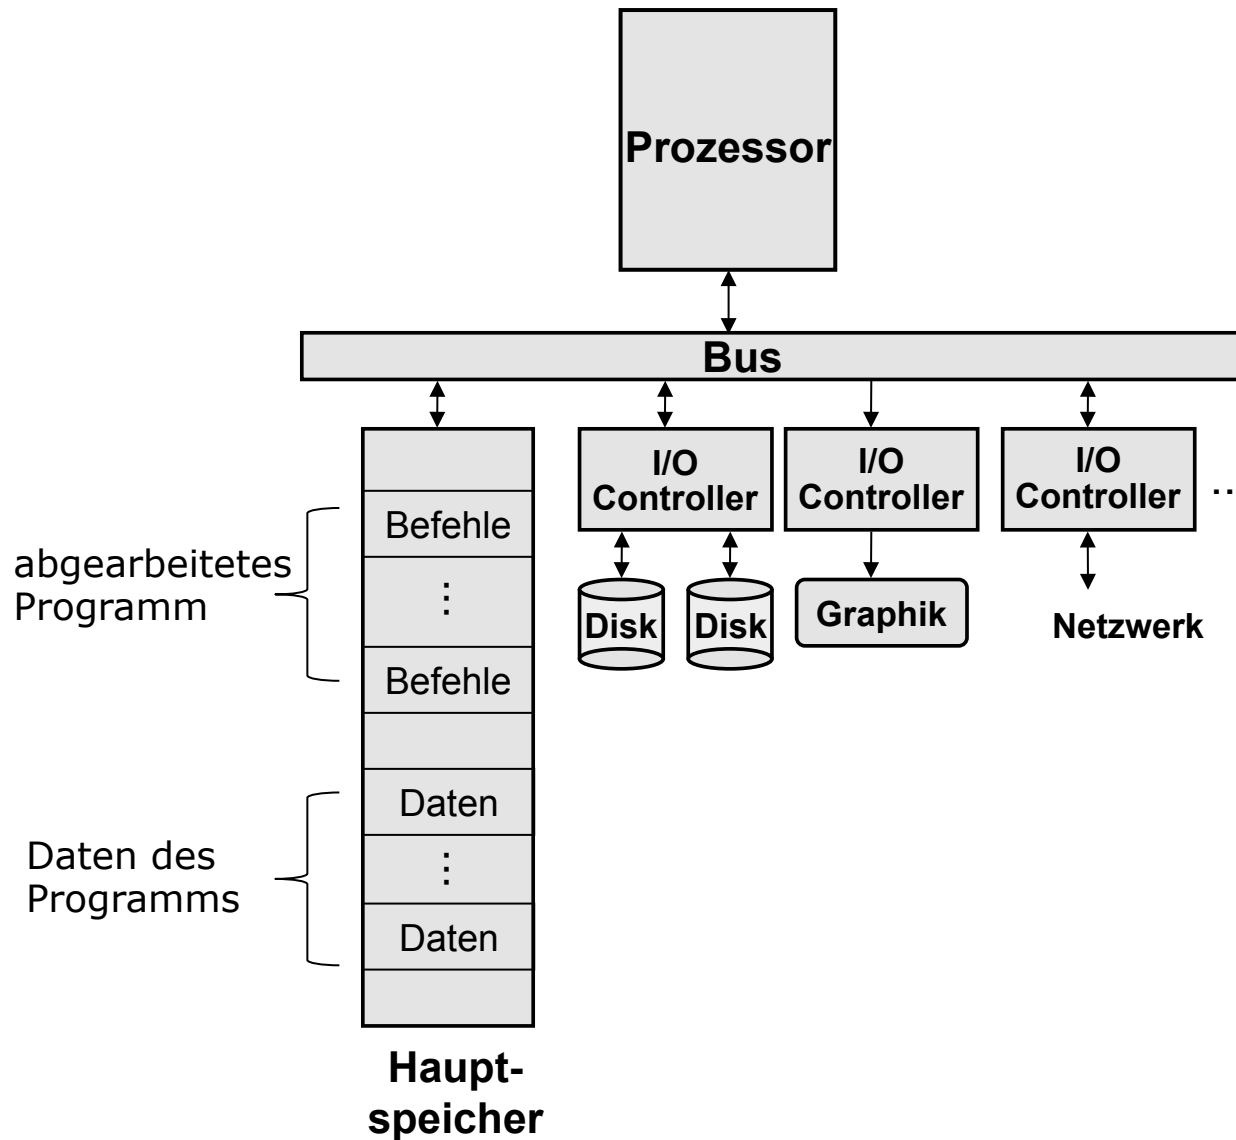 Prozessor
Bus
I/O
Controller
I/O
Controller
I/O
Controller
...
Disk
Disk
Graphik
Netzwerk
abgearbeitetes
Programm
Befehle
⋮
Befehle
Daten des
Programms
Daten
⋮
Daten
Haupt-
speicher